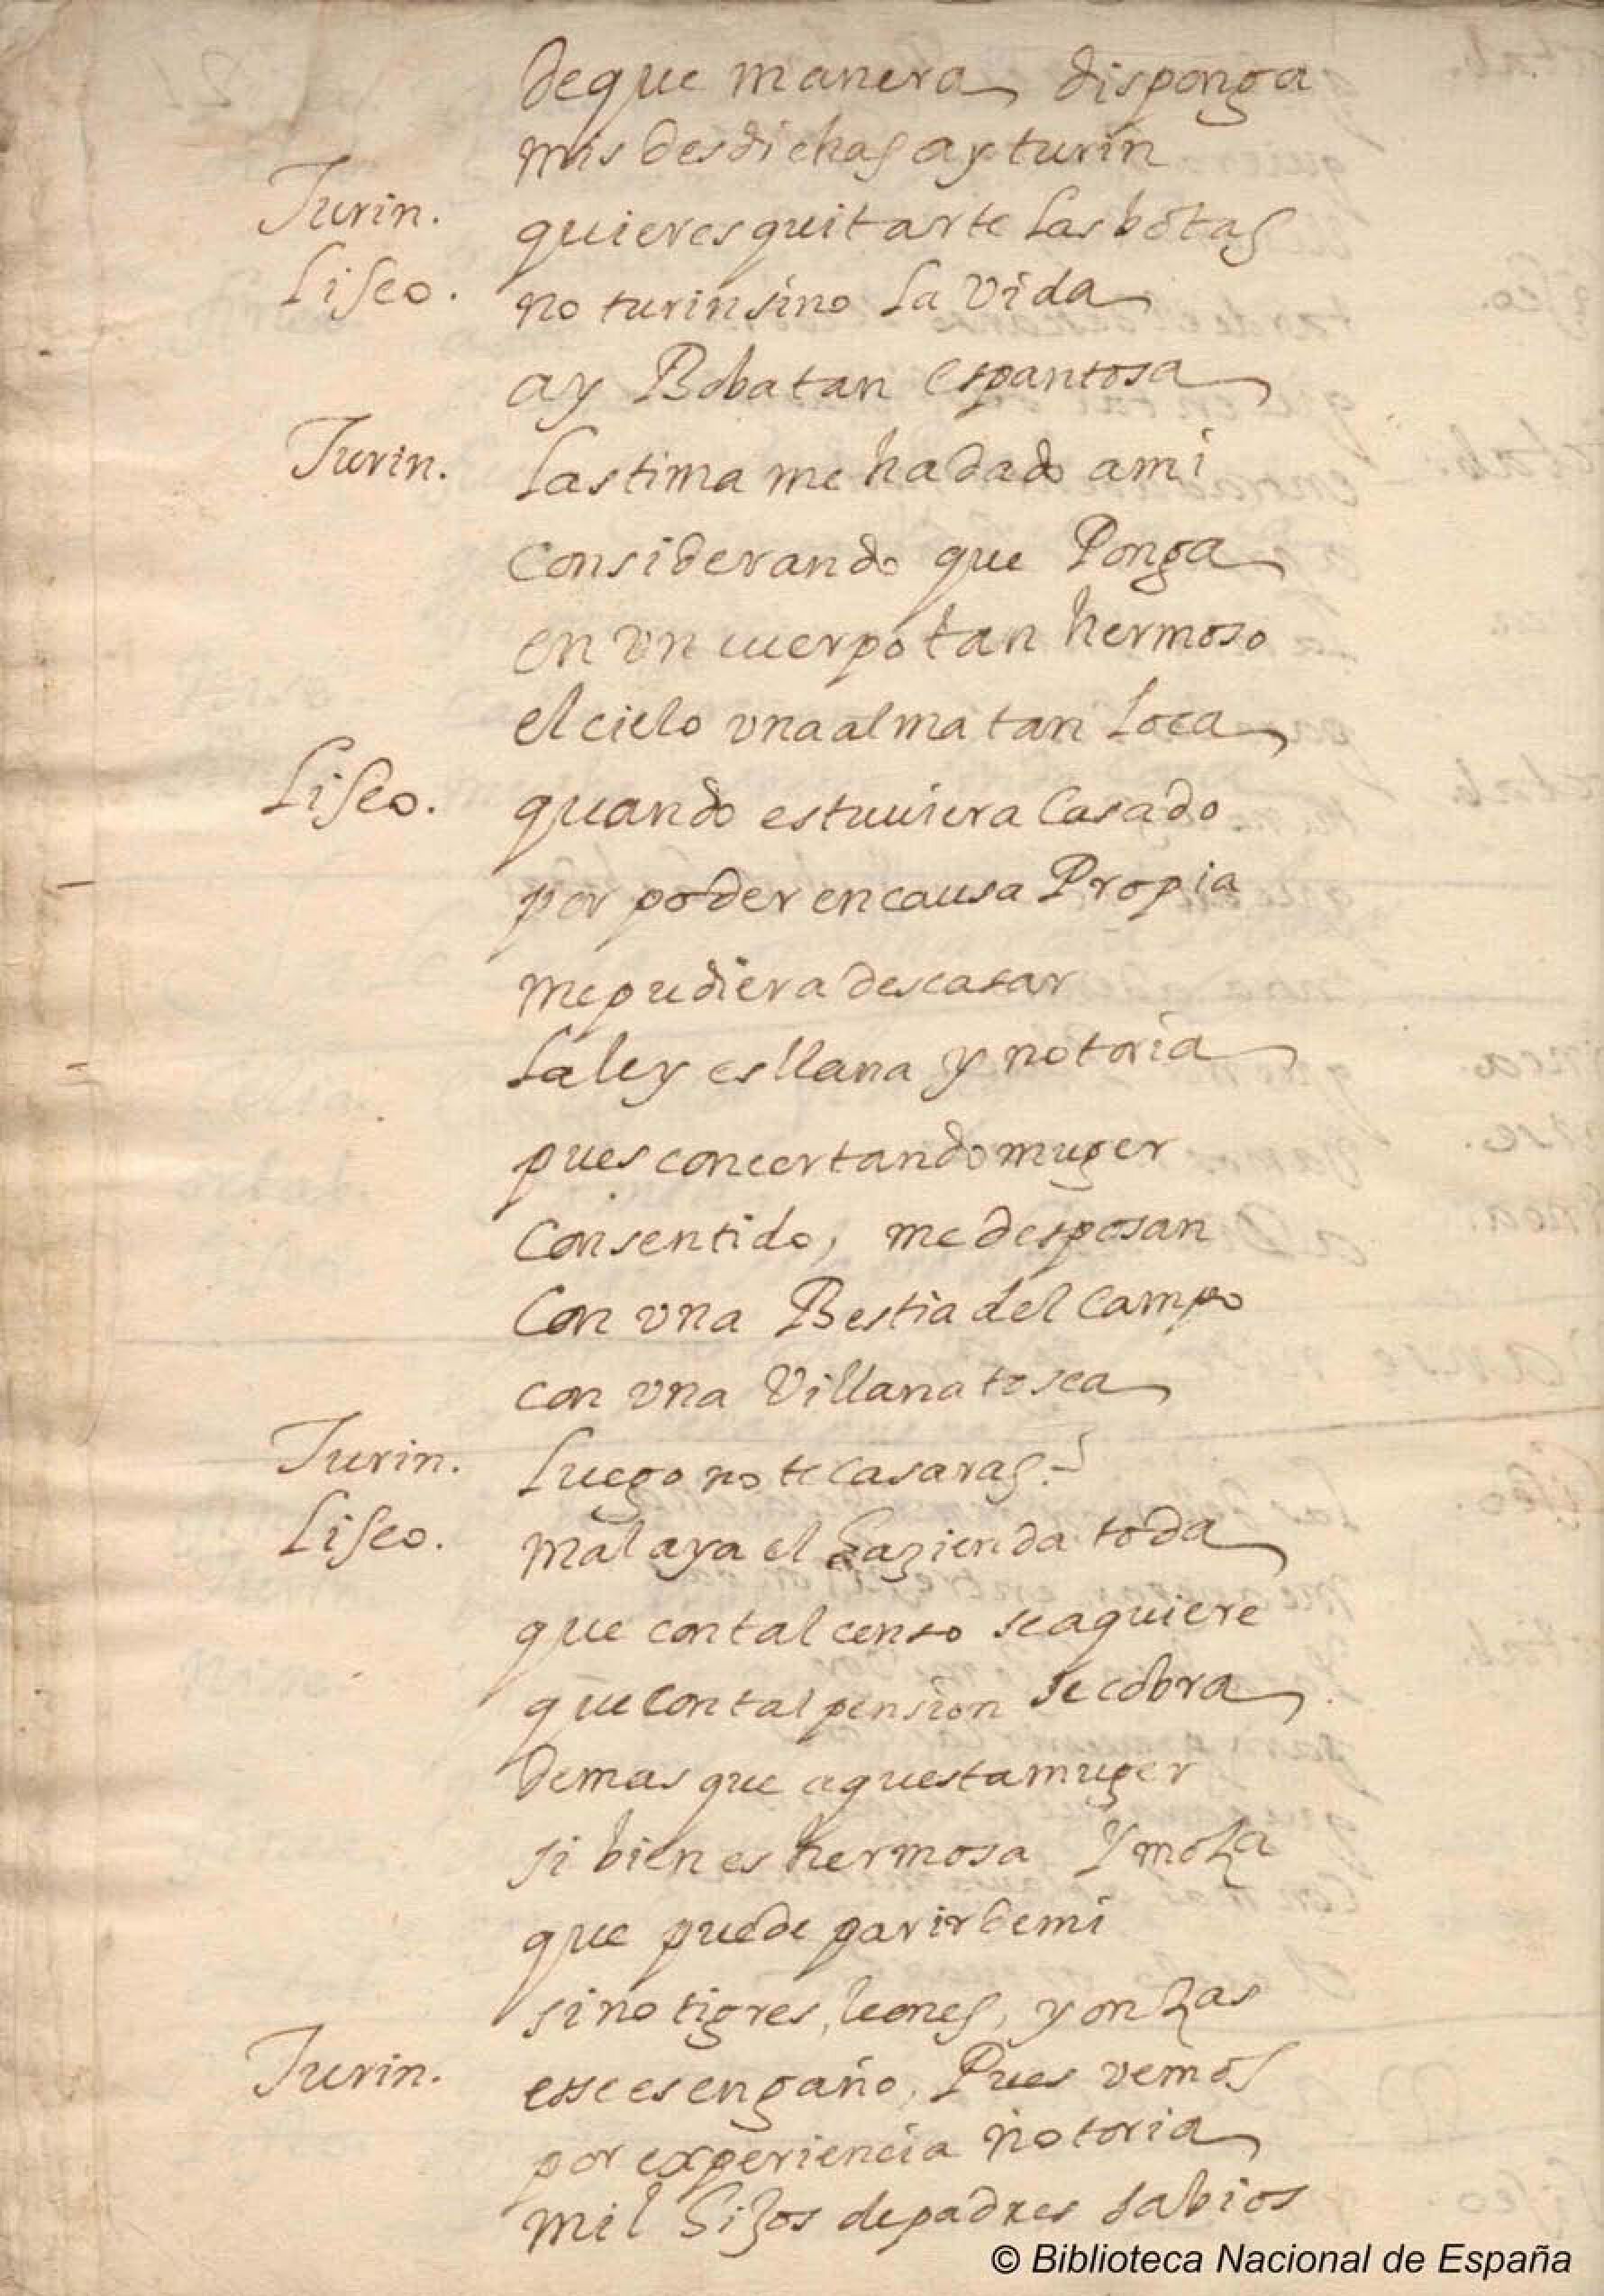 de que manera disponga
mis desdichas ay turin
Turin. quieres quitarte las botas
Liseo. no turin sino la vida
ay Boba tan espantosa
Turin. lastima me ha dado a mi
considerando que Ponga
en vn cuerpo tan hermoso
el cielo vna alma tan loca
Liseo. quando estuuiera casado
por poder en causa Propia
me pudiera descasar
la ley es llana y notoria
pues concertando muger
consentido, me desposan
con vna Bestia del campo
con vna Villana tosca
Turin. luego no te casaras?
Liseo. mal aya el hazienda toda
que con tal censo se aquiere
que con tal pension se cobra
demas que aquesta muger
si bien es hermosa Y moza
que puede parir de mi
sino tigres, leones, y onzas
Turin. esse es engaño, Pues vemos
por experiencia notoria
mil hijos de padres sabios
© Biblioteca Nacional de España